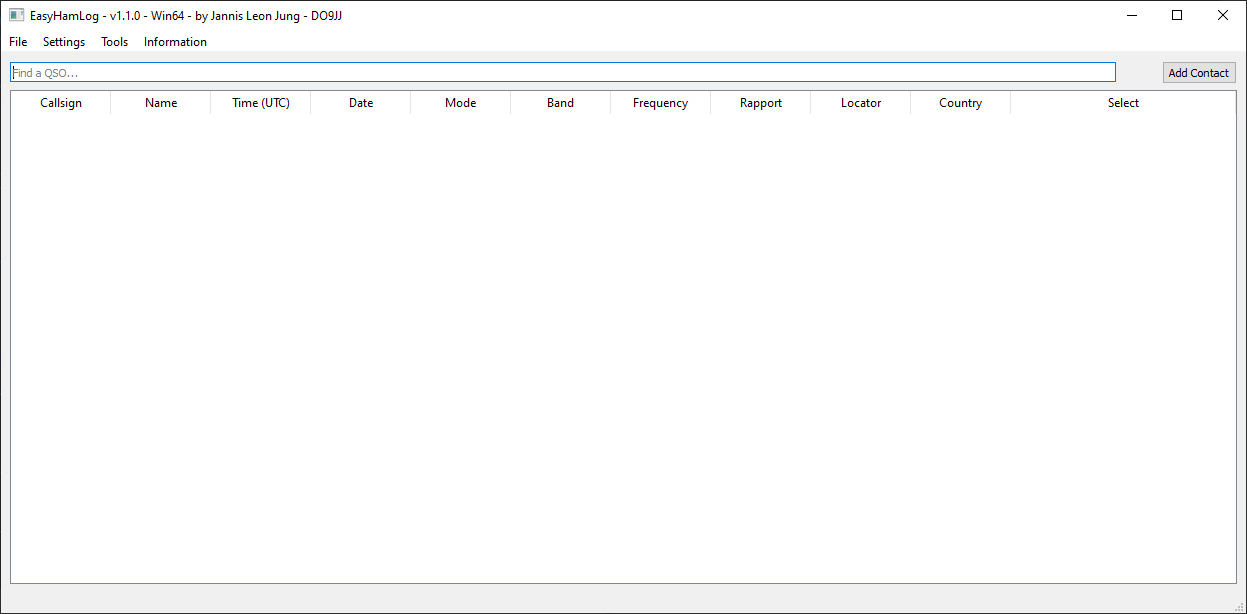 EasyHamLog - v1.1.0 - Win64 - by Jannis Leon Jung - DO9JJ
File Settings Tools Information
Find a QSO... Add Contact
Callsign Name Time (UTC) Date Mode Band Frequency Rapport Locator Country Select